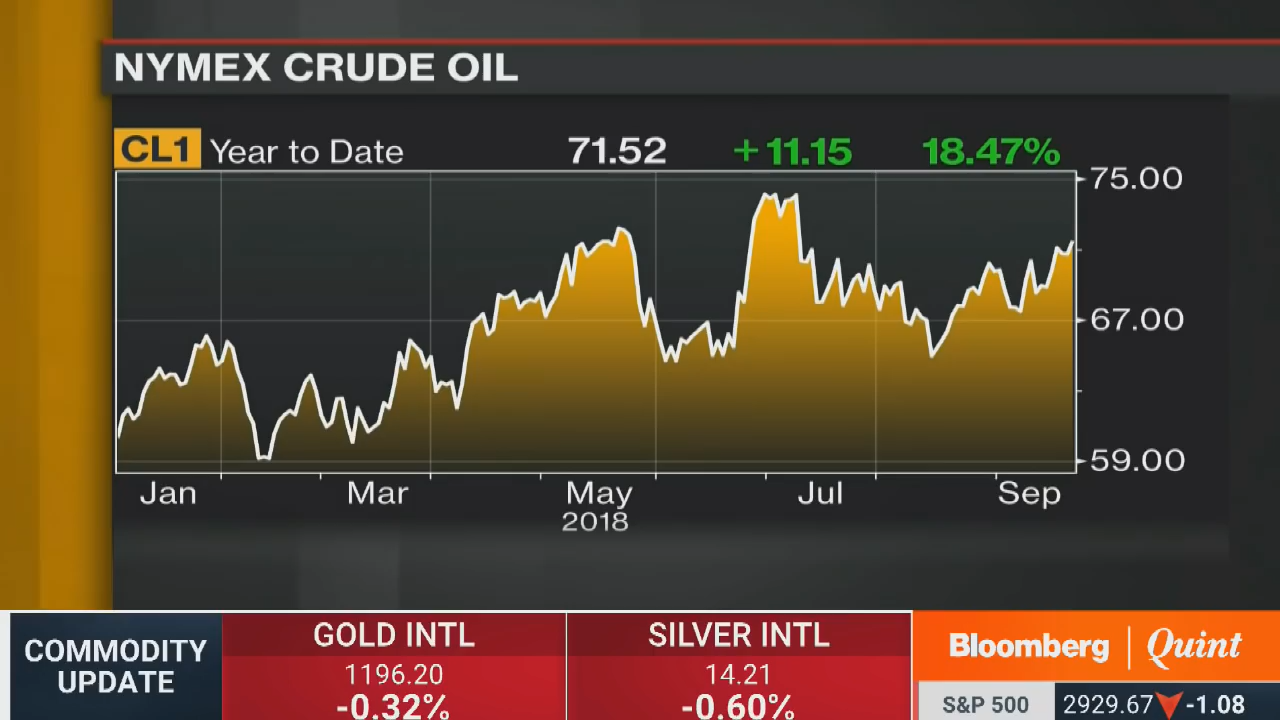 NYMEX CRUDE OIL
CL1 Year to Date 71.52 +11.15 18.47%
75.00
67.00
59.00
Jan Mar May Jul Sep
2018
COMMODITY
UPDATE
GOLD INTL
1196.20
-0.32%
SILVER INTL
14.21
-0.60%
Bloomberg | Quint
S&P 500 2929.67 -1.08